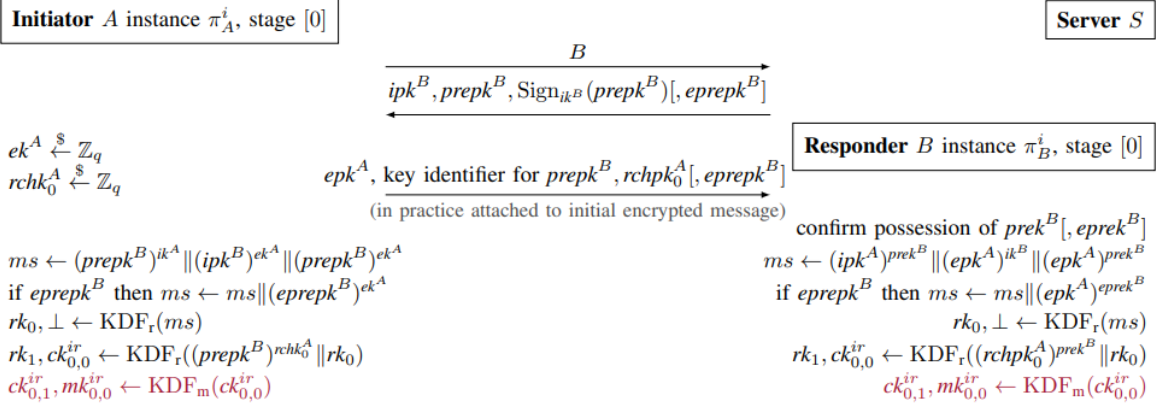 Initiator A instance π_A^i, stage [0]
Server S
B
ipk^B, prepk^B, Sign_{ik^B}(prepk^B)[, eprepk^B]
Responder B instance π_B^i, stage [0]
ek^A ←$ ℤ_q
rchk_0^A ←$ ℤ_q
epk^A, key identifier for prepk^B, rchpk_0^A[, eprepk^B]
(in practice attached to initial encrypted message)
confirm possession of prek^B[, eprek^B]
ms ← (prepk^B)^{ik^A}‖(ipk^B)^{ek^A}‖(prepk^B)^{ek^A}
ms ← (ipk^A)^{prek^B}‖(epk^A)^{ik^B}‖(epk^A)^{prek^B}
if eprepk^B then ms ← ms‖(eprepk^B)^{ek^A}
if eprepk^B then ms ← ms‖(epk^A)^{eprek^B}
rk_0, ⊥ ← KDF_r(ms)
rk_0, ⊥ ← KDF_r(ms)
rk_1, ck_{0,0}^{ir} ← KDF_r((prepk^B)^{rchk_0^A}‖rk_0)
rk_1, ck_{0,0}^{ir} ← KDF_r((rchpk_0^A)^{prek^B}‖rk_0)
ck_{0,1}^{ir}, mk_{0,0}^{ir} ← KDF_m(ck_{0,0}^{ir})
ck_{0,1}^{ir}, mk_{0,0}^{ir} ← KDF_m(ck_{0,0}^{ir})